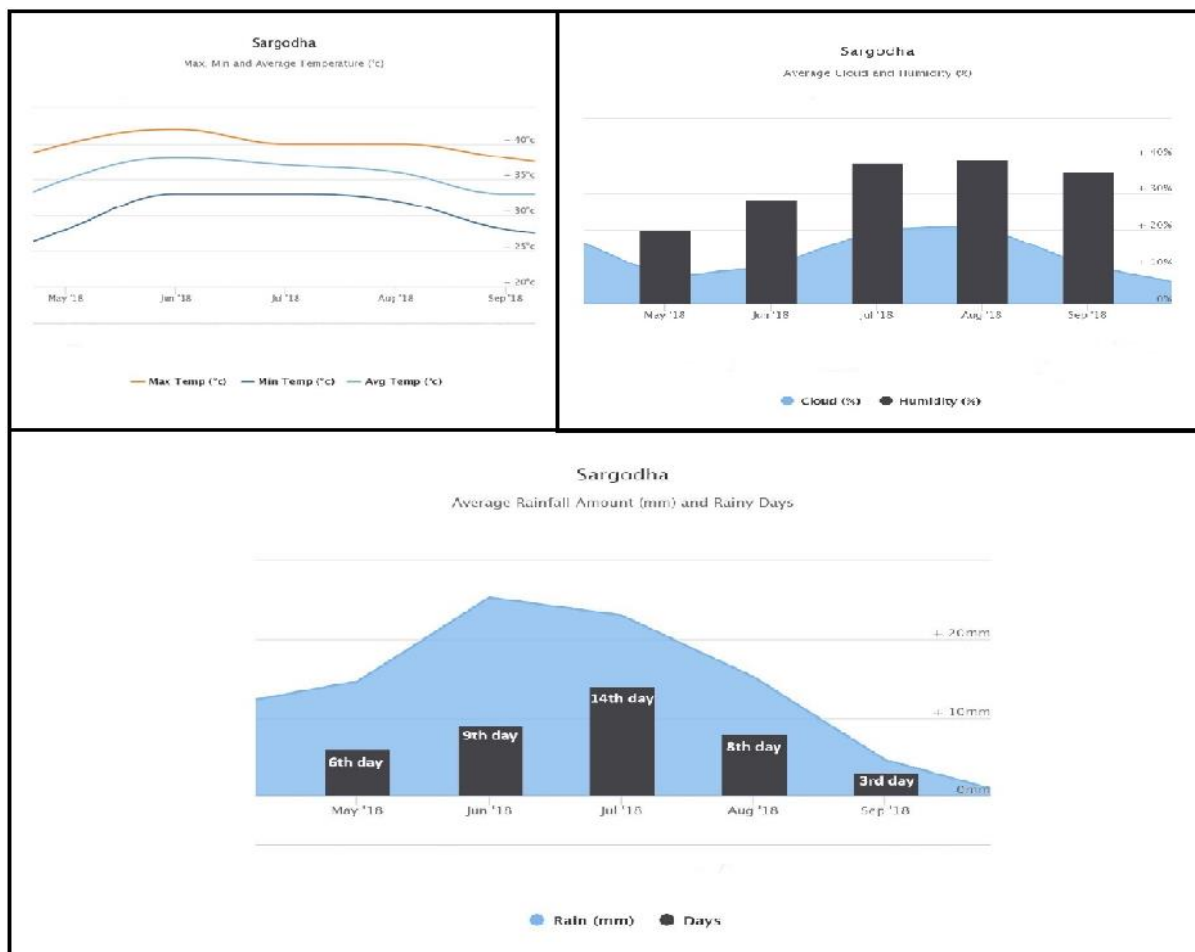 Sargodha
Max, Min and Average Temperature (°c)
40°c
35°c
30°c
25°c
20°c
May '18 Jun '18 Jul '18 Aug '18 Sep '18
Max Temp (°c) Min Temp (°c) Avg Temp (°c)
Sargodha
Average Cloud and Humidity (%)
40%
30%
20%
10%
0%
May '18 Jun '18 Jul '18 Aug '18 Sep '18
Cloud (%) Humidity (%)
Sargodha
Average Rainfall Amount (mm) and Rainy Days
20mm
10mm
0mm
6th day 9th day 14th day 8th day 3rd day
May '18 Jun '18 Jul '18 Aug '18 Sep '18
Rain (mm) Days